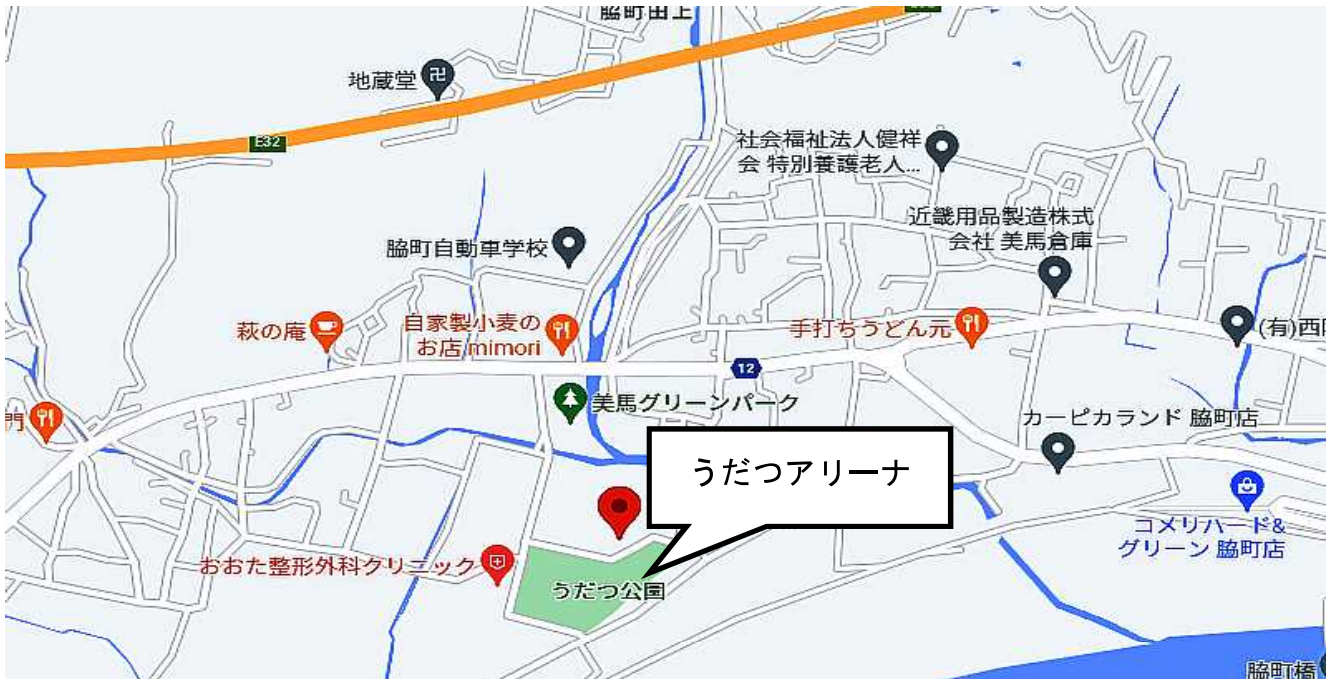 脇町田上
地蔵堂
E32
社会福祉法人健祥
会 特別養護老人...
近畿用品製造株式
会社 美馬倉庫
脇町自動車学校
萩の庵
自家製小麦の
お店 mimori
手打ちうどん元
(有)西
12
美馬グリーンパーク
門
カーピカランド 脇町店
うだつアリーナ
コメリハード&
グリーン 脇町店
おおた整形外科クリニック
うだつ公園
脇町橋